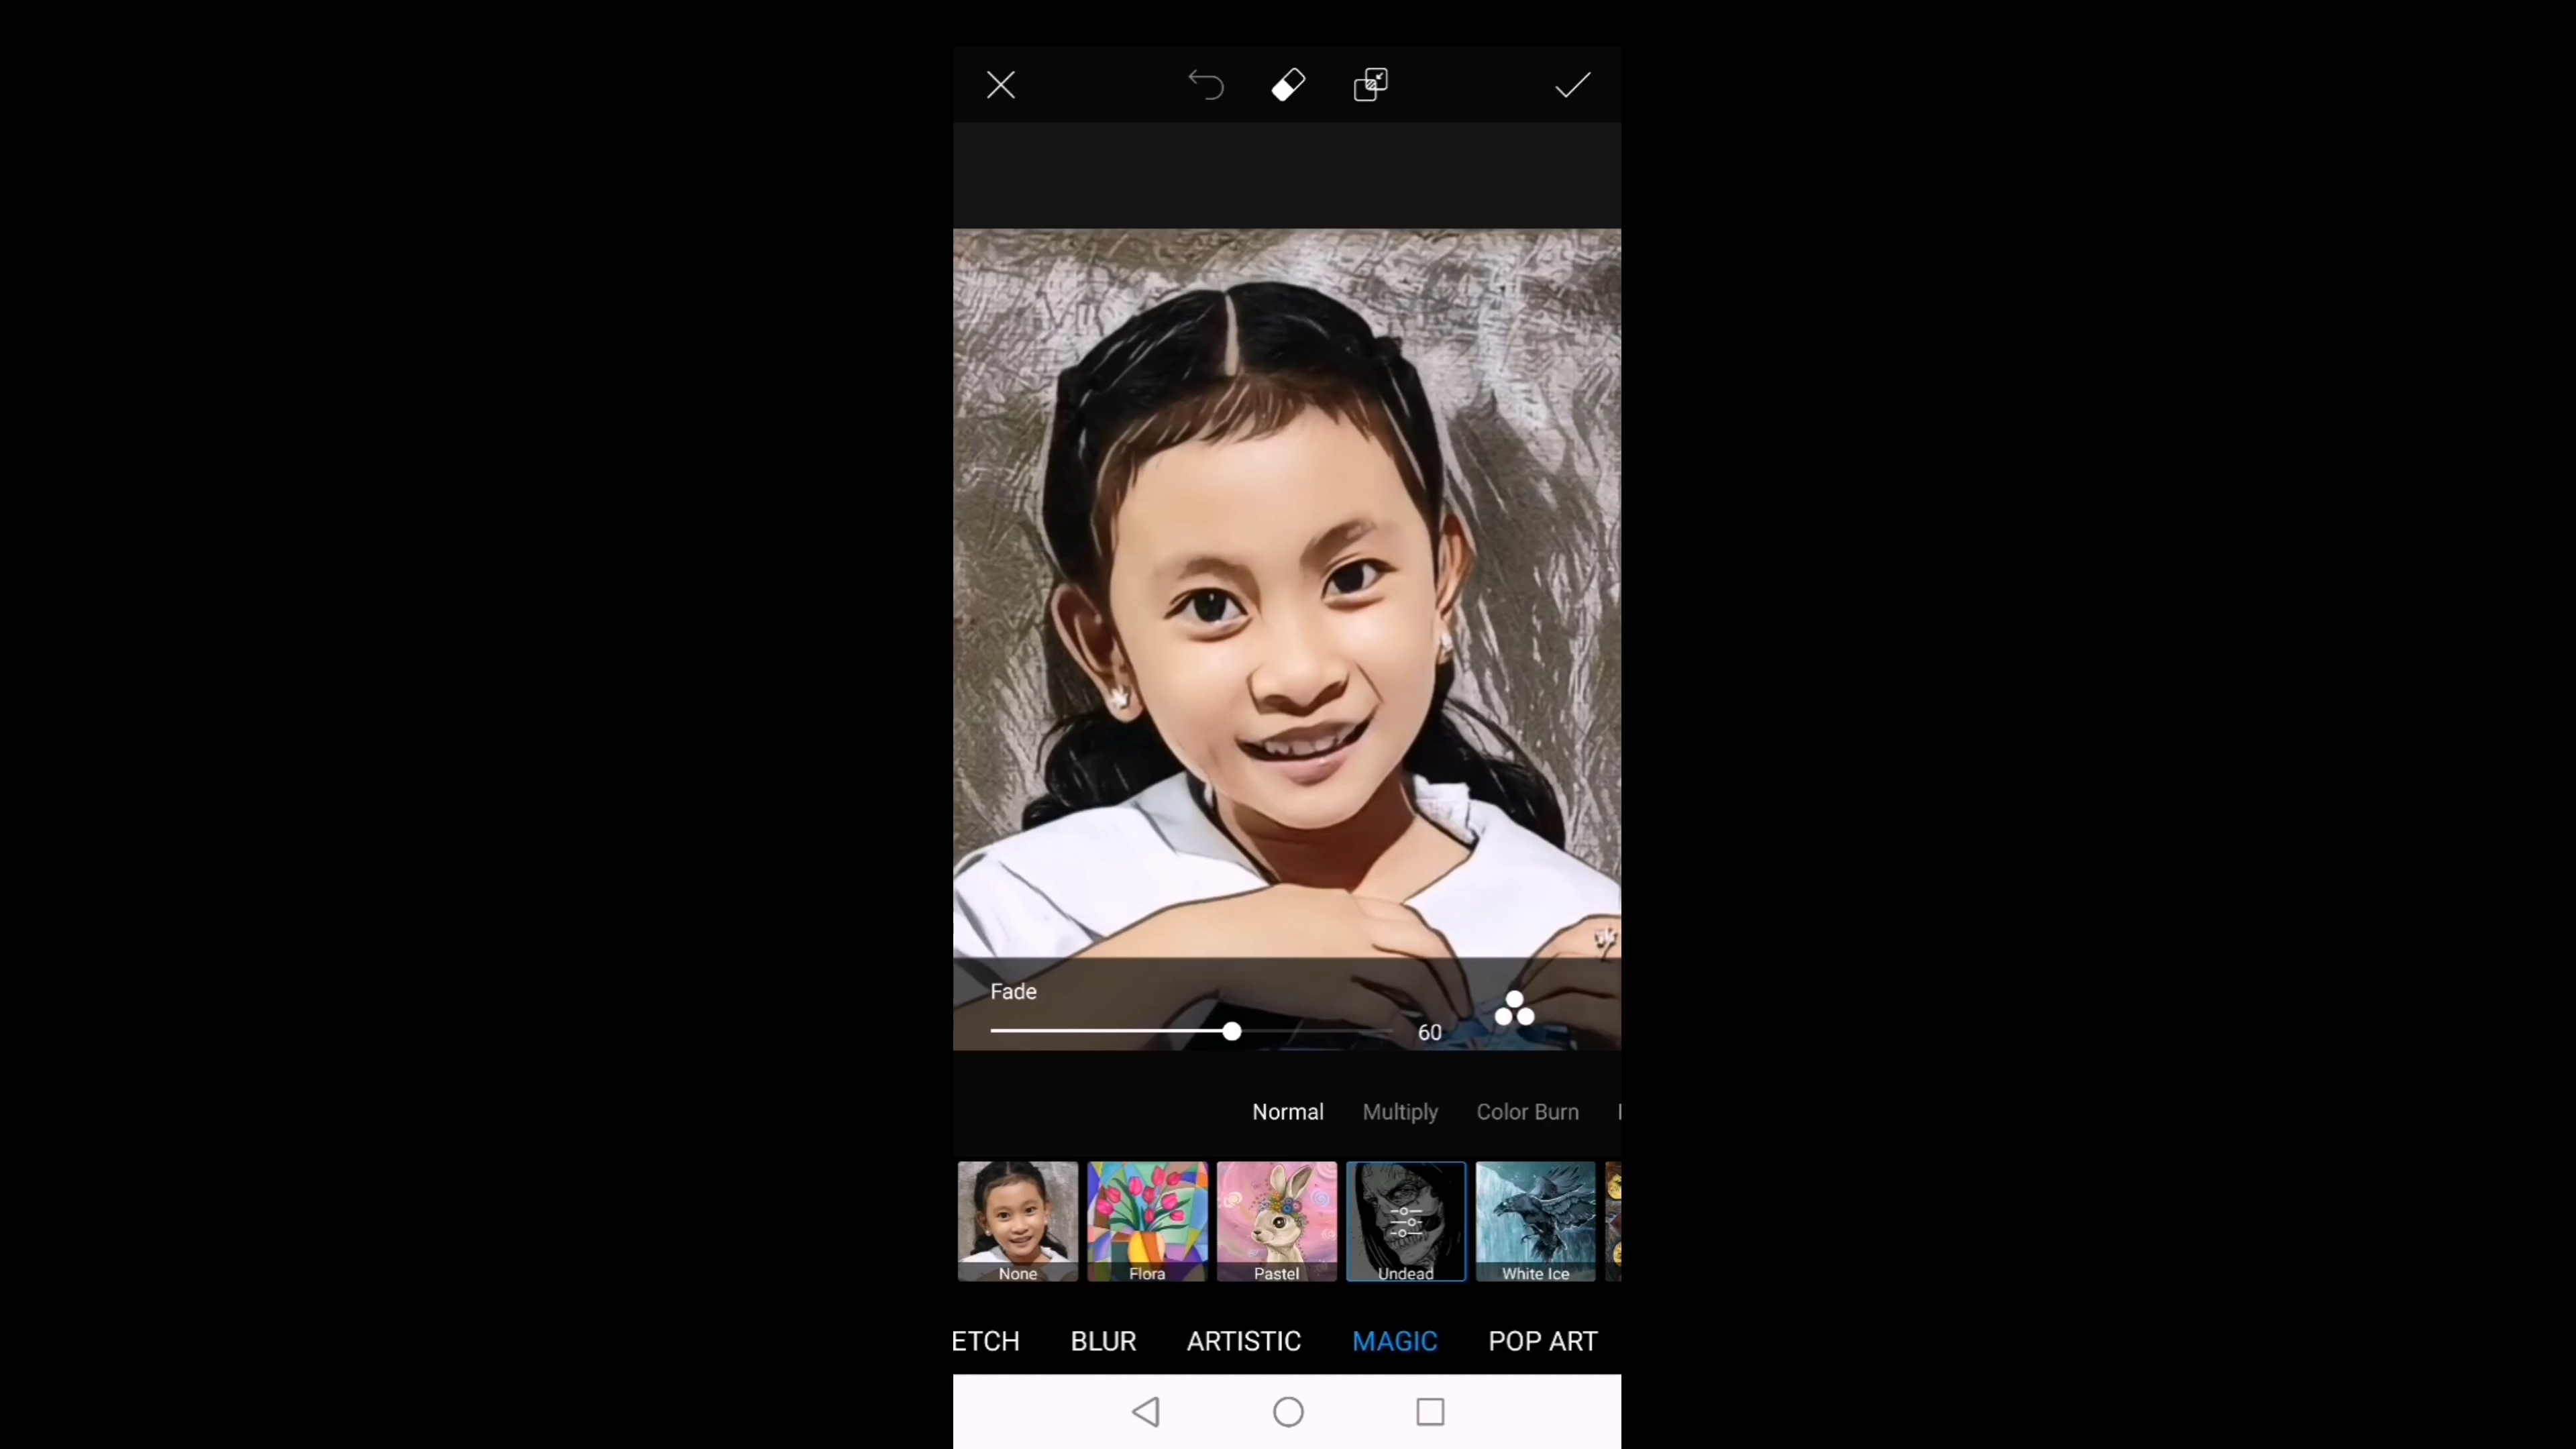 Fade
60
Normal Multiply Color Burn
None Flora Pastel Undead White Ice
ETCH BLUR ARTISTIC MAGIC POP ART